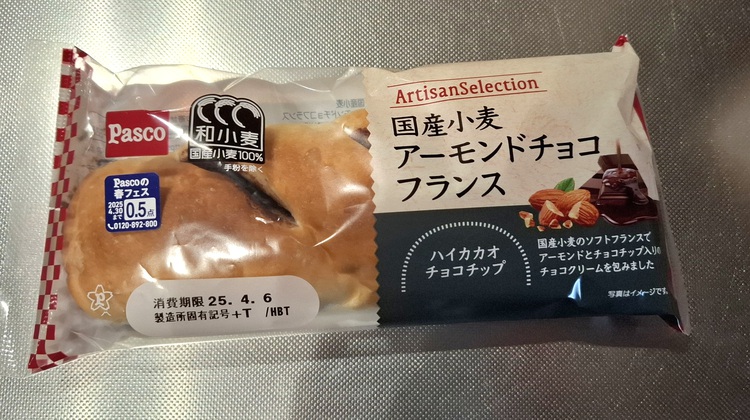 Pasco
和小麦
国産小麦100%
手粉を除く
Pascoの
春フェス
2025
4.30
まで
0.5点
0120-892-800
消費期限 25. 4. 6
製造所固有記号+T /HBT
ArtisanSelection
国産小麦
アーモンドチョコ
フランス
ハイカカオ
チョコチップ
国産小麦のソフトフランスで
アーモンドとチョコチップ入りの
チョコクリームを包みました
写真はイメージです。